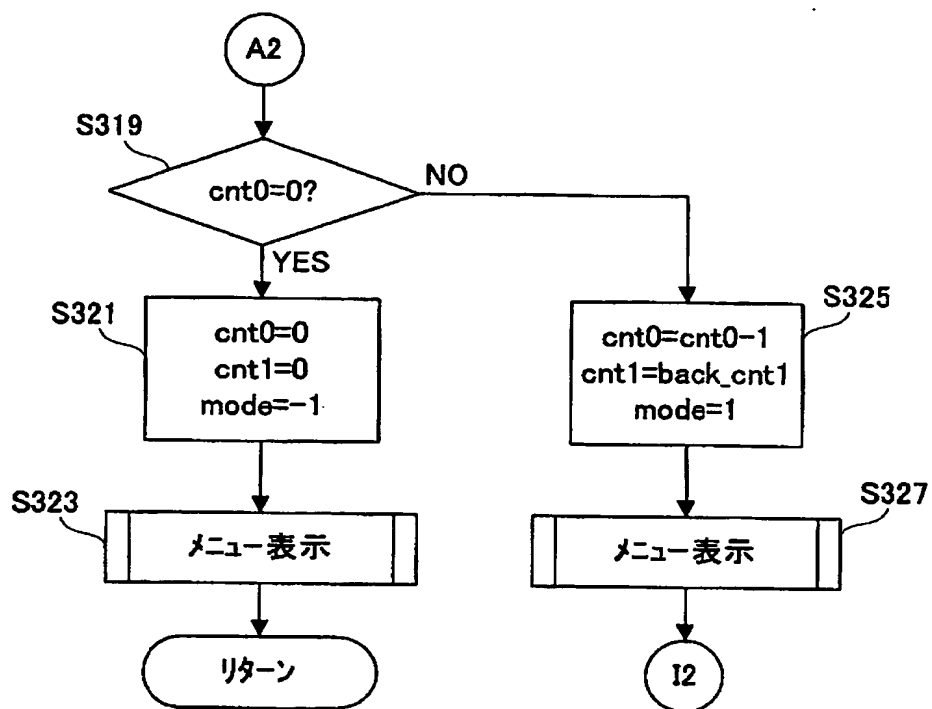 A2
S319
cnt0=0?
NO
YES
S321
cnt0=0
cnt1=0
mode=-1
S325
cnt0=cnt0-1
cnt1=back_cnt1
mode=1
S323
メニュー表示
S327
メニュー表示
リターン
I2